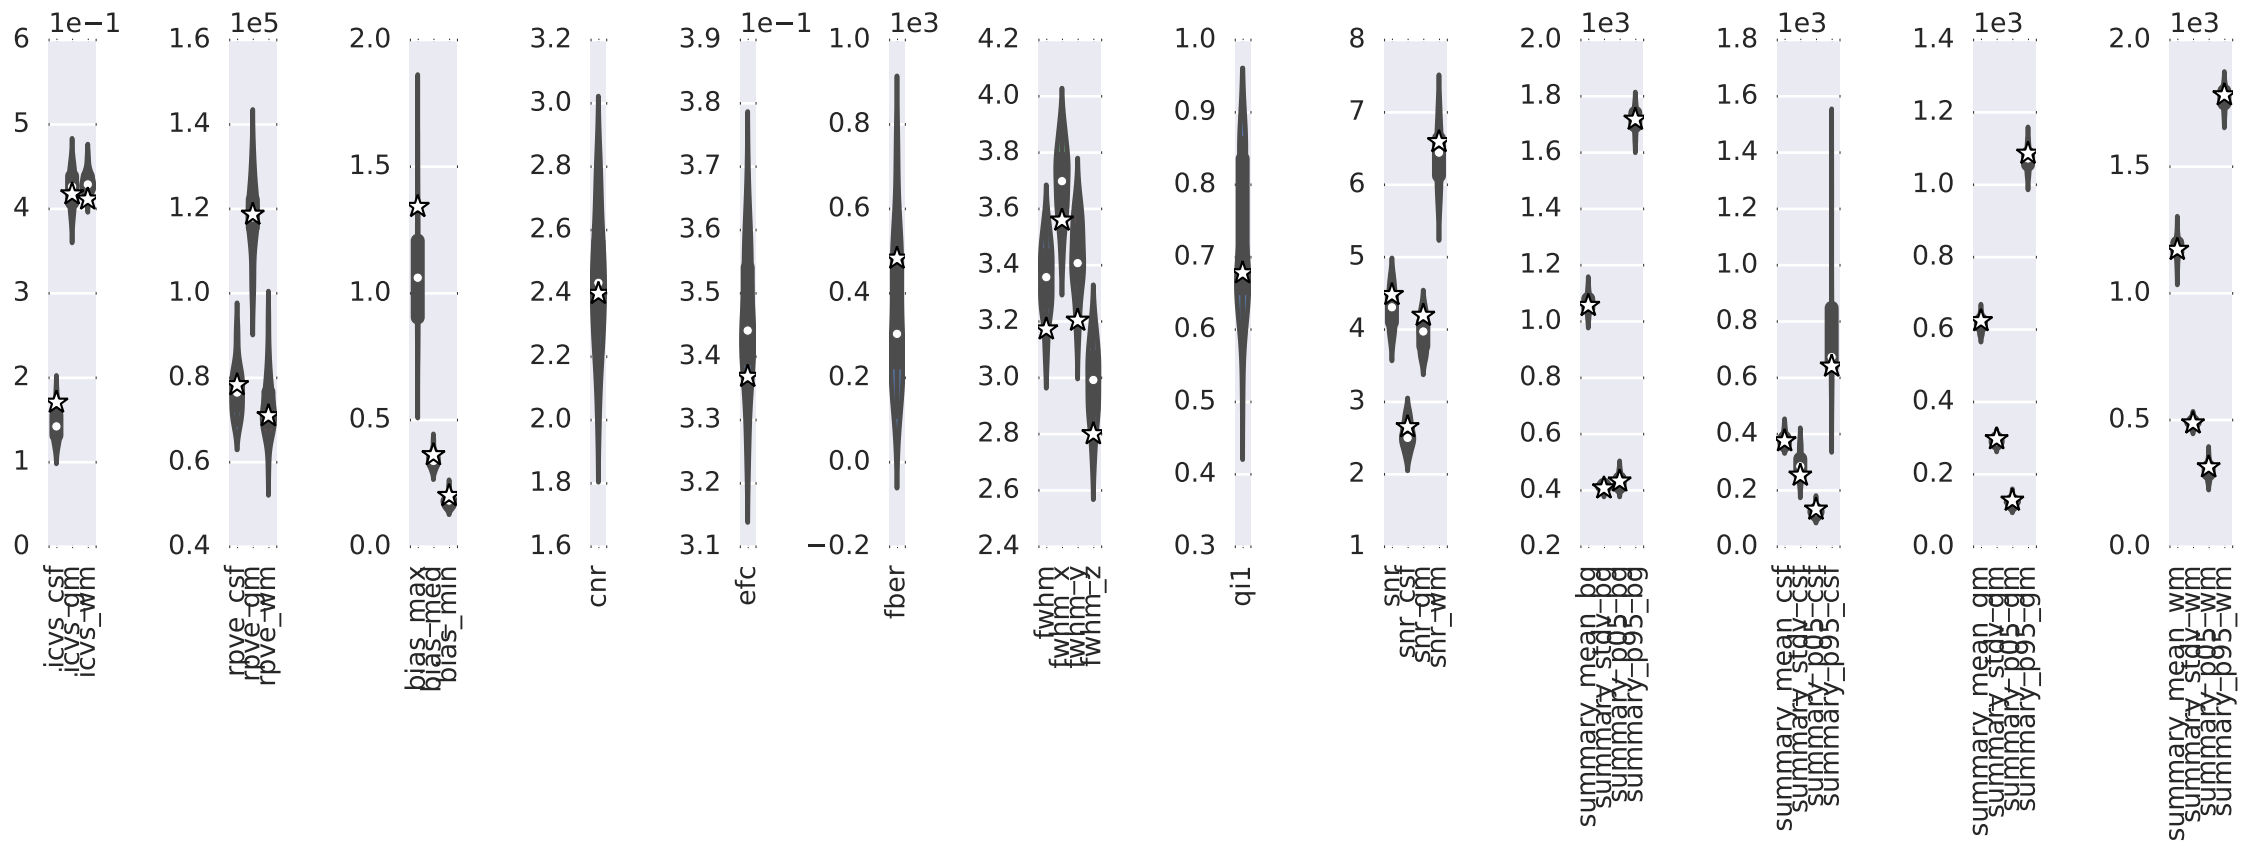 1e−1
6
5
4
3
2
1
0
icvs_csf
icvs_gm
icvs_wm
1e5
1.6
1.4
1.2
1.0
0.8
0.6
0.4
rpve_csf
rpve_gm
rpve_wm
2.0
1.5
1.0
0.5
0.0
bias_max
bias_med
bias_min
3.2
3.0
2.8
2.6
2.4
2.2
2.0
1.8
1.6
cnr
1e−1
3.9
3.8
3.7
3.6
3.5
3.4
3.3
3.2
3.1
efc
1e3
1.0
0.8
0.6
0.4
0.2
0.0
−0.2
fber
4.2
4.0
3.8
3.6
3.4
3.2
3.0
2.8
2.6
2.4
fwhm
fwhm_x
fwhm_y
fwhm_z
1.0
0.9
0.8
0.7
0.6
0.5
0.4
0.3
qi1
8
7
6
5
4
3
2
1
snr
snr_csf
snr_gm
snr_wm
1e3
2.0
1.8
1.6
1.4
1.2
1.0
0.8
0.6
0.4
0.2
summary_mean_bg
summary_stdv_bg
summary_p05_bg
summary_p95_bg
1e3
1.8
1.6
1.4
1.2
1.0
0.8
0.6
0.4
0.2
0.0
summary_mean_csf
summary_stdv_csf
summary_p05_csf
summary_p95_csf
1e3
1.4
1.2
1.0
0.8
0.6
0.4
0.2
0.0
summary_mean_gm
summary_stdv_gm
summary_p05_gm
summary_p95_gm
1e3
2.0
1.5
1.0
0.5
0.0
summary_mean_wm
summary_stdv_wm
summary_p05_wm
summary_p95_wm